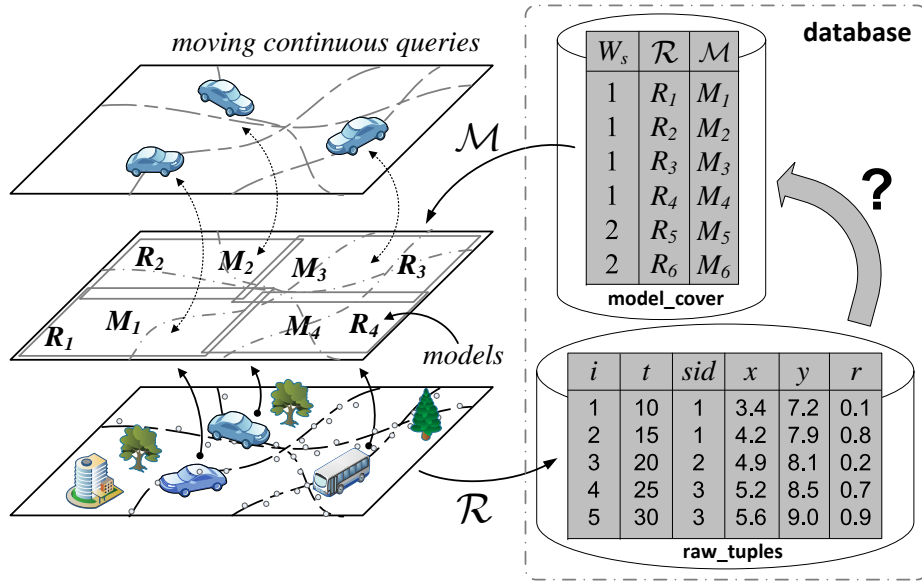 moving continuous queries
ℳ
R₂ M₂ M₃ R₃
R₁ M₁ M₄ R₄
models
ℛ
database
Wₛ ℛ ℳ
1 R₁ M₁
1 R₂ M₂
1 R₃ M₃
1 R₄ M₄
2 R₅ M₅
2 R₆ M₆
model_cover
?
i t sid x y r
1 10 1 3.4 7.2 0.1
2 15 1 4.2 7.9 0.8
3 20 2 4.9 8.1 0.2
4 25 3 5.2 8.5 0.7
5 30 3 5.6 9.0 0.9
raw_tuples